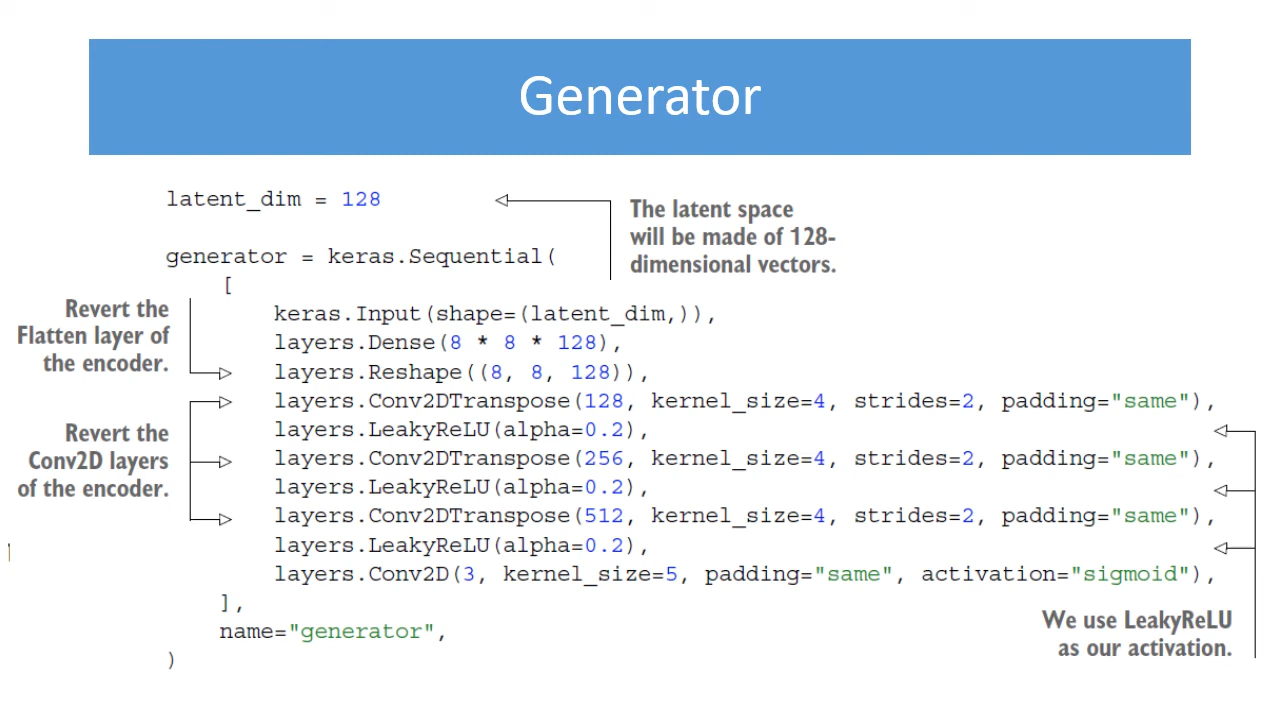 Generator
latent_dim = 128
The latent space
will be made of 128-
dimensional vectors.
generator = keras.Sequential(
[
Revert the
Flatten layer of
the encoder.
keras.Input(shape=(latent_dim,)),
layers.Dense(8 * 8 * 128),
layers.Reshape((8, 8, 128)),
layers.Conv2DTranspose(128, kernel_size=4, strides=2, padding="same"),
Revert the
Conv2D layers
of the encoder.
layers.LeakyReLU(alpha=0.2),
layers.Conv2DTranspose(256, kernel_size=4, strides=2, padding="same"),
layers.LeakyReLU(alpha=0.2),
layers.Conv2DTranspose(512, kernel_size=4, strides=2, padding="same"),
layers.LeakyReLU(alpha=0.2),
layers.Conv2D(3, kernel_size=5, padding="same", activation="sigmoid"),
],
name="generator",
)
We use LeakyReLU
as our activation.